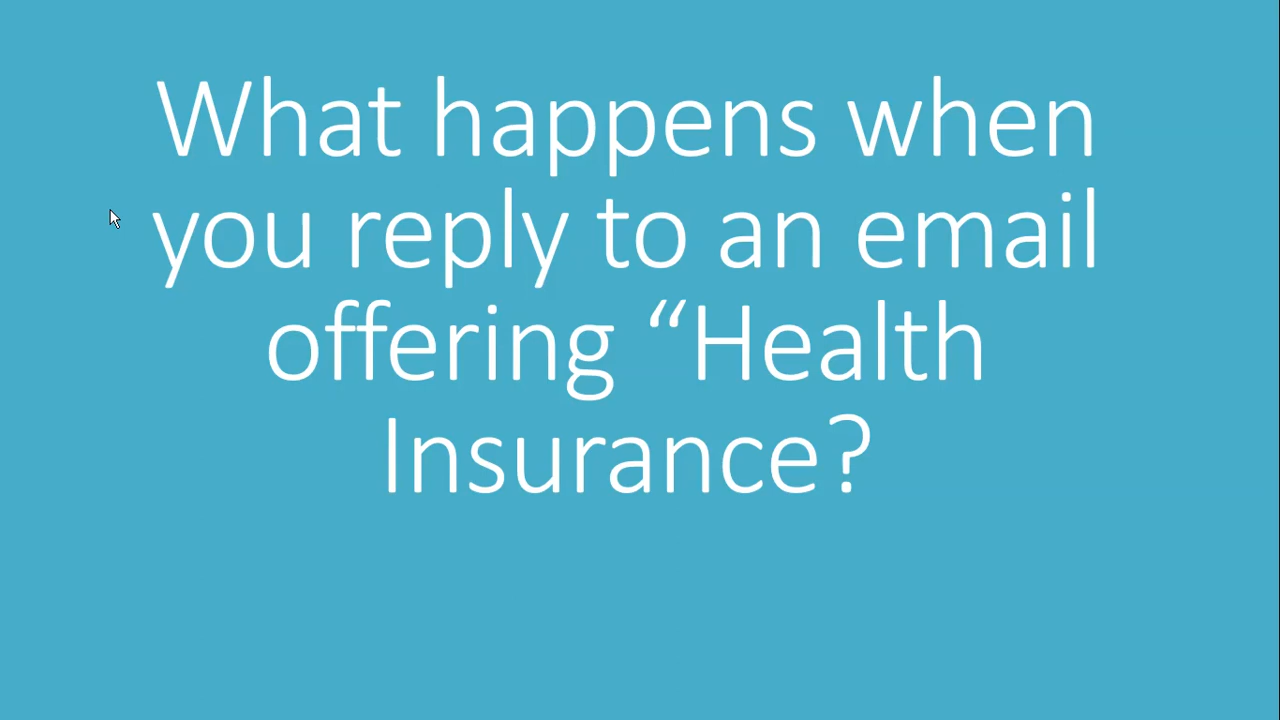 What happens when
you reply to an email
offering “Health
Insurance?